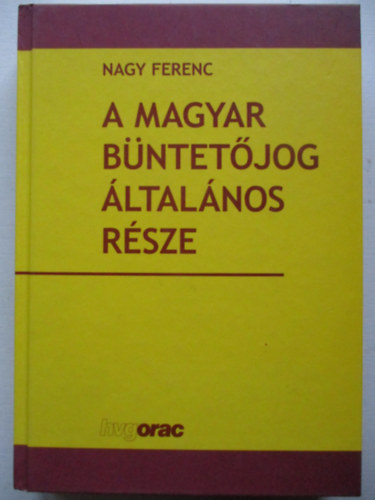 NAGY FERENC
A MAGYAR
BÜNTETŐJOG
ÁLTALÁNOS
RÉSZE
hvgorac